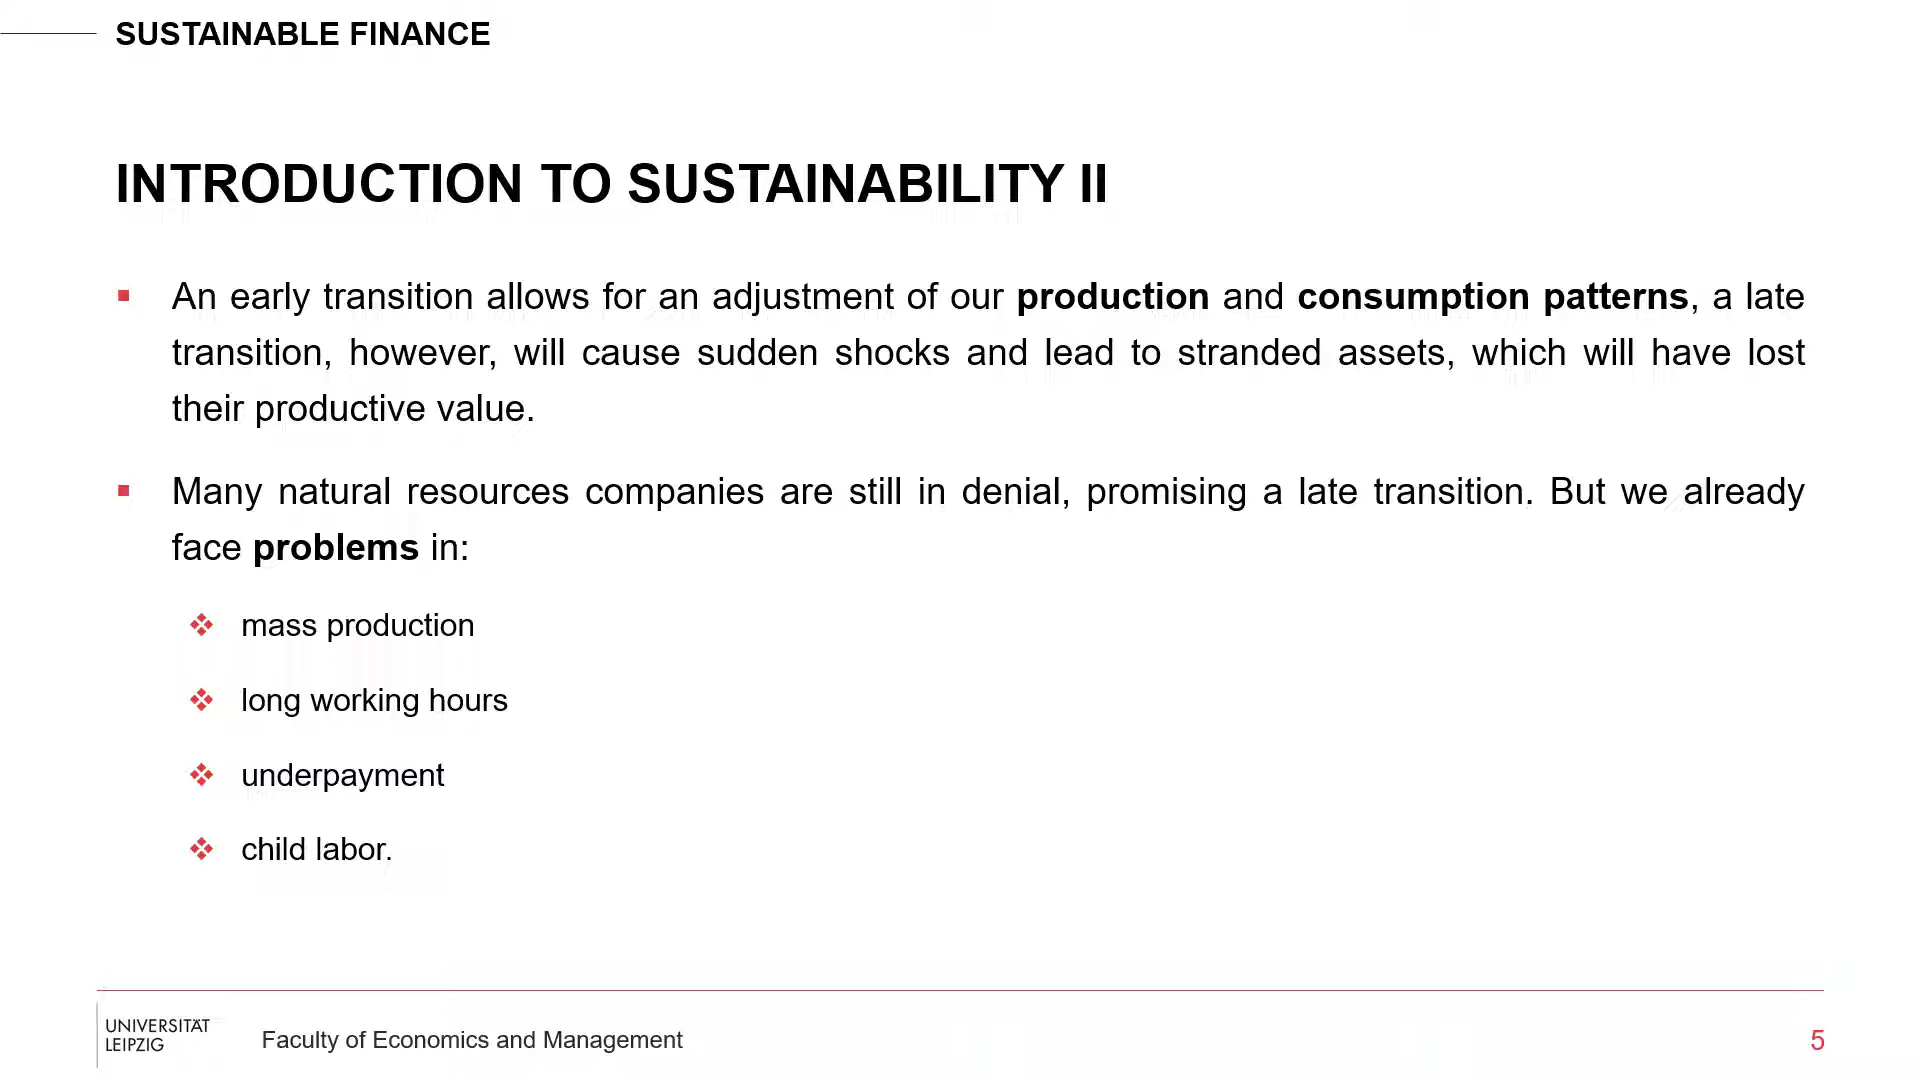 SUSTAINABLE FINANCE
INTRODUCTION TO SUSTAINABILITY II
An early transition allows for an adjustment of our production and consumption patterns, a late
transition, however, will cause sudden shocks and lead to stranded assets, which will have lost
their productive value.
Many natural resources companies are still in denial, promising a late transition. But we already
face problems in:
mass production
long working hours
underpayment
child labor.
UNIVERSITÄT
LEIPZIG
Faculty of Economics and Management
5